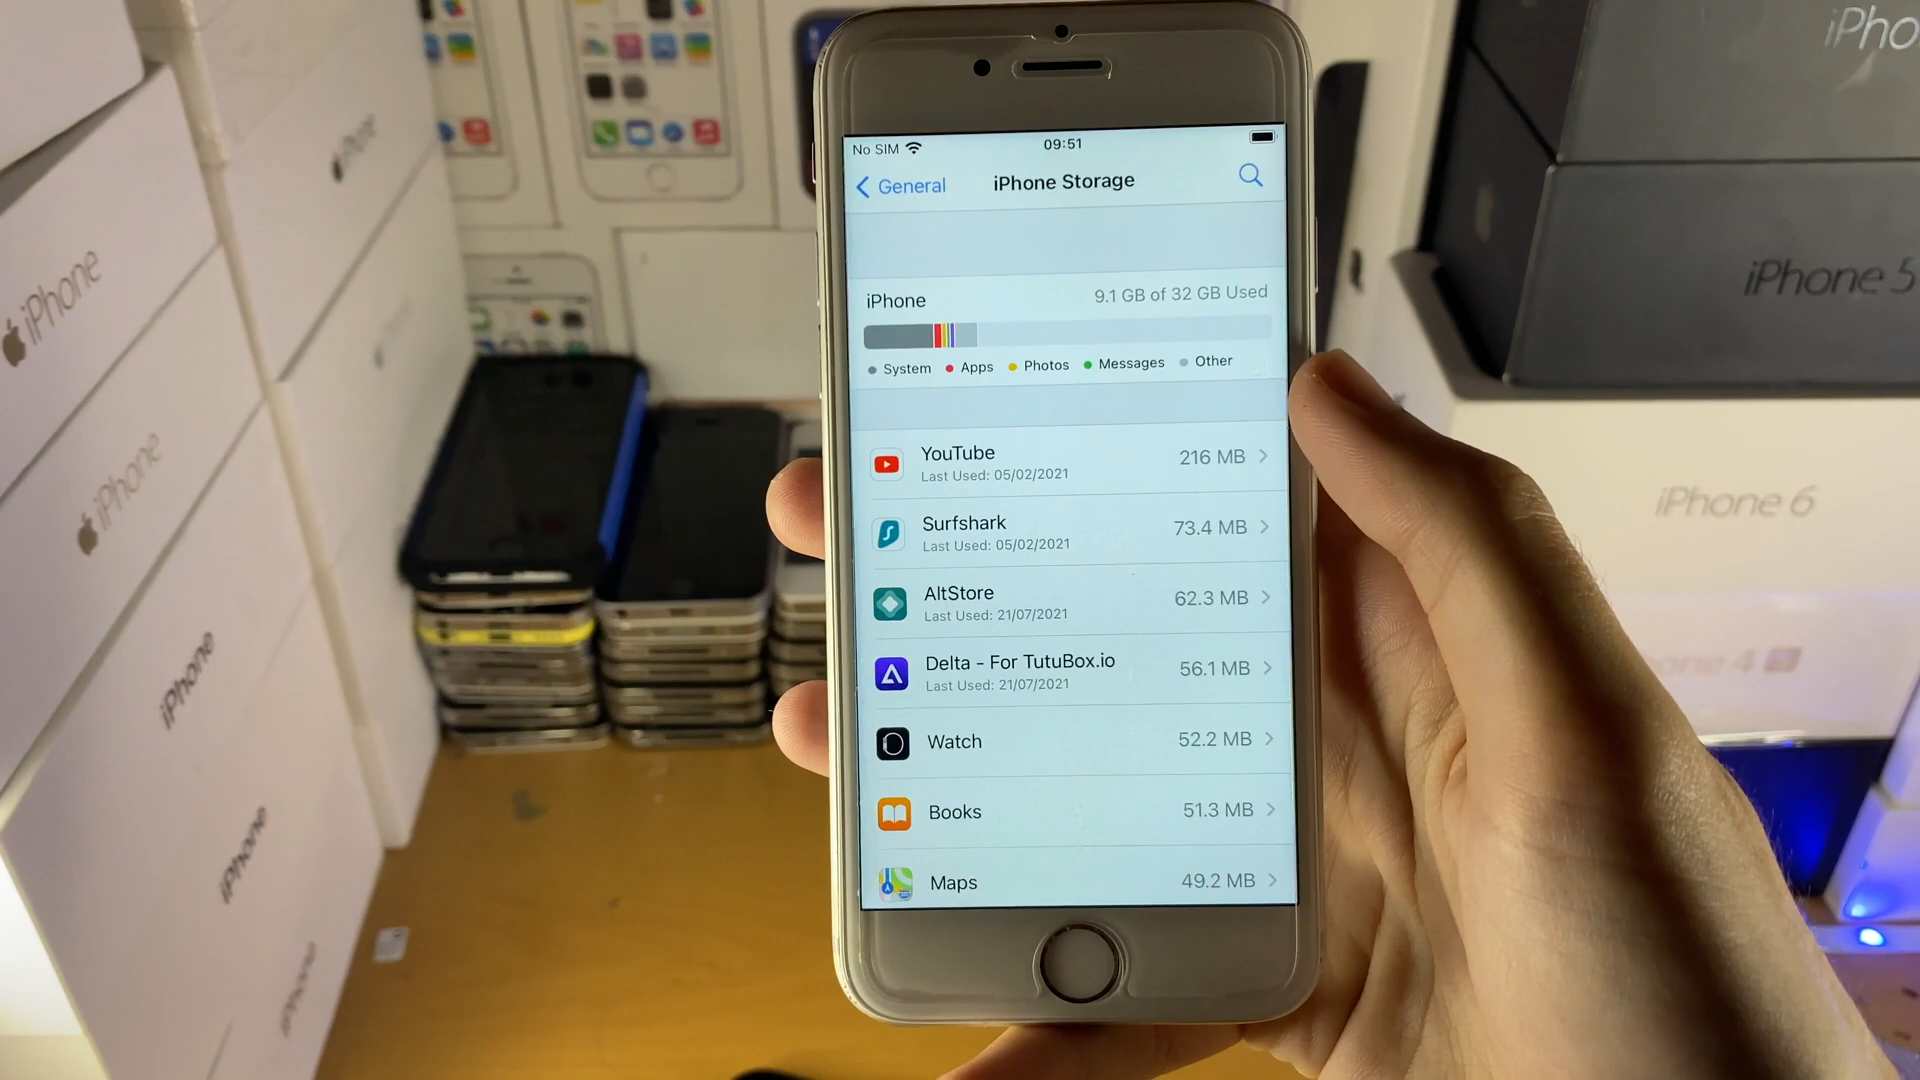 No SIM
09:51
General
iPhone Storage
iPhone
9.1 GB of 32 GB Used
System
Apps
Photos
Messages
Other
YouTube
216 MB
Last Used: 05/02/2021
Surfshark
73.4 MB
Last Used: 05/02/2021
AltStore
62.3 MB
Last Used: 21/07/2021
Delta - For TutuBox.io
56.1 MB
Last Used: 21/07/2021
Watch
52.2 MB
Books
51.3 MB
Maps
49.2 MB
iPhone
iPhone
iPhone
iPhone
iPhone
iPhone
iPho
iPhone 5
iPhone 6